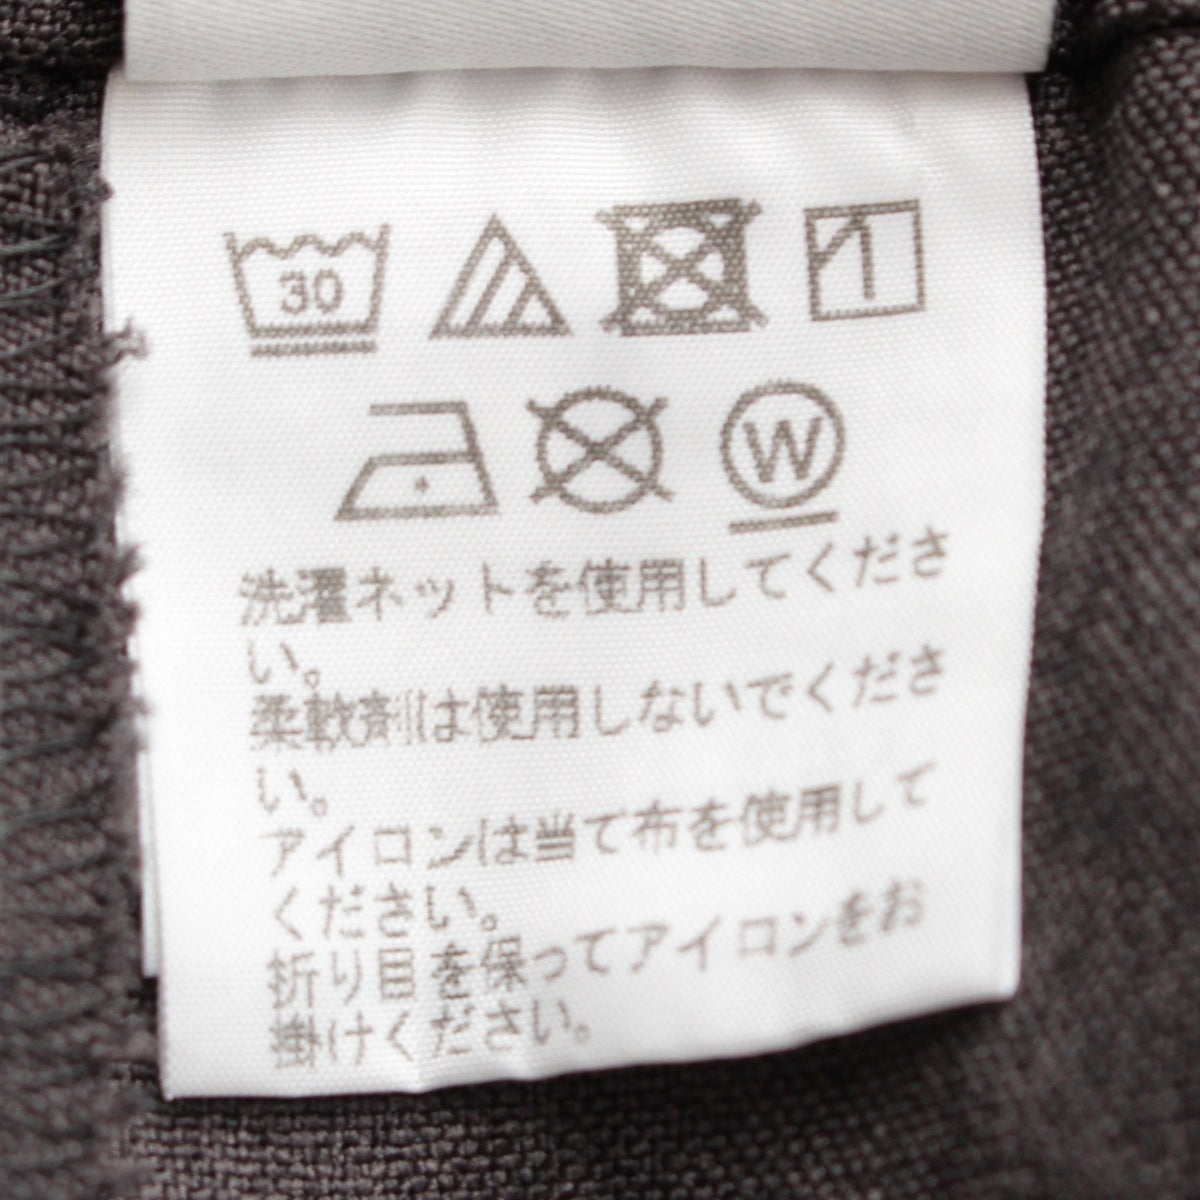 30
W
洗濯ネットを使用してくださ
い。
柔軟剤は使用しないでくださ
い。
アイロンは当て布を使用して
ください。
折り目を保ってアイロンをお
掛けください。